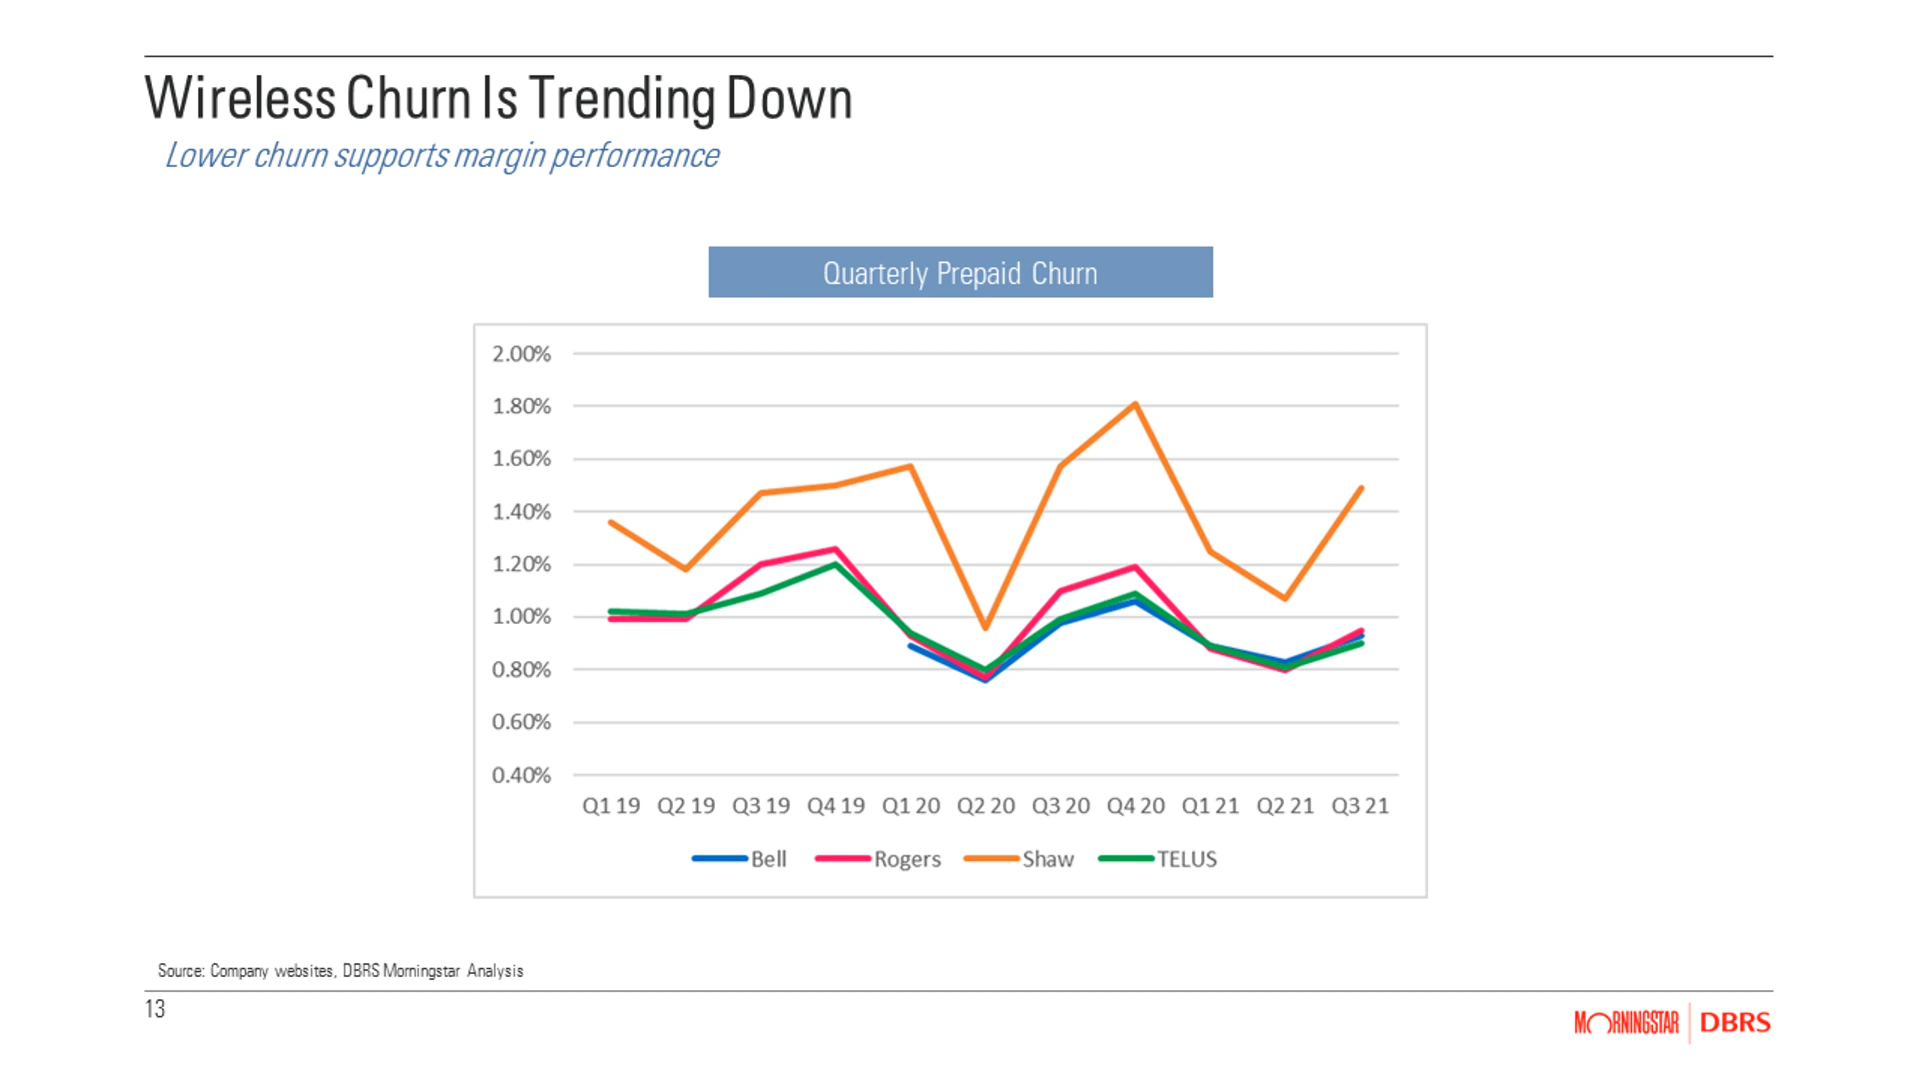 Wireless Churn Is Trending Down
Lower churn supports margin performance
Quarterly Prepaid Churn
2.00%
1.80%
1.60%
1.40%
1.20%
1.00%
0.80%
0.60%
0.40%
Q1 19 Q2 19 Q3 19 Q4 19 Q1 20 Q2 20 Q3 20 Q4 20 Q1 21 Q2 21 Q3 21
Bell Rogers Shaw TELUS
Source: Company websites, DBRS Morningstar Analysis
13
MORNINGSTAR DBRS